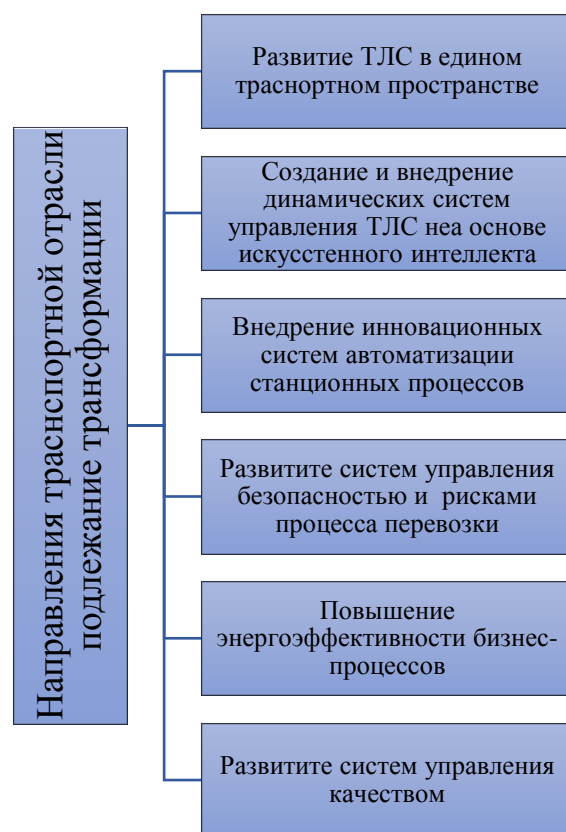 Направления траснспортной отрасли
подлежание трансформации
Развитие ТЛС в едином
траснортном пространстве
Создание и внедрение
динамических систем
управления ТЛС неа основе
искусстенного интеллекта
Внедрение инновационных
систем автоматизации
станционных процессов
Развитите систем управления
безопасностью и рисками
процесса перевозки
Повышение
энергоэффективности бизнес-
процессов
Развитите систем управления
качеством